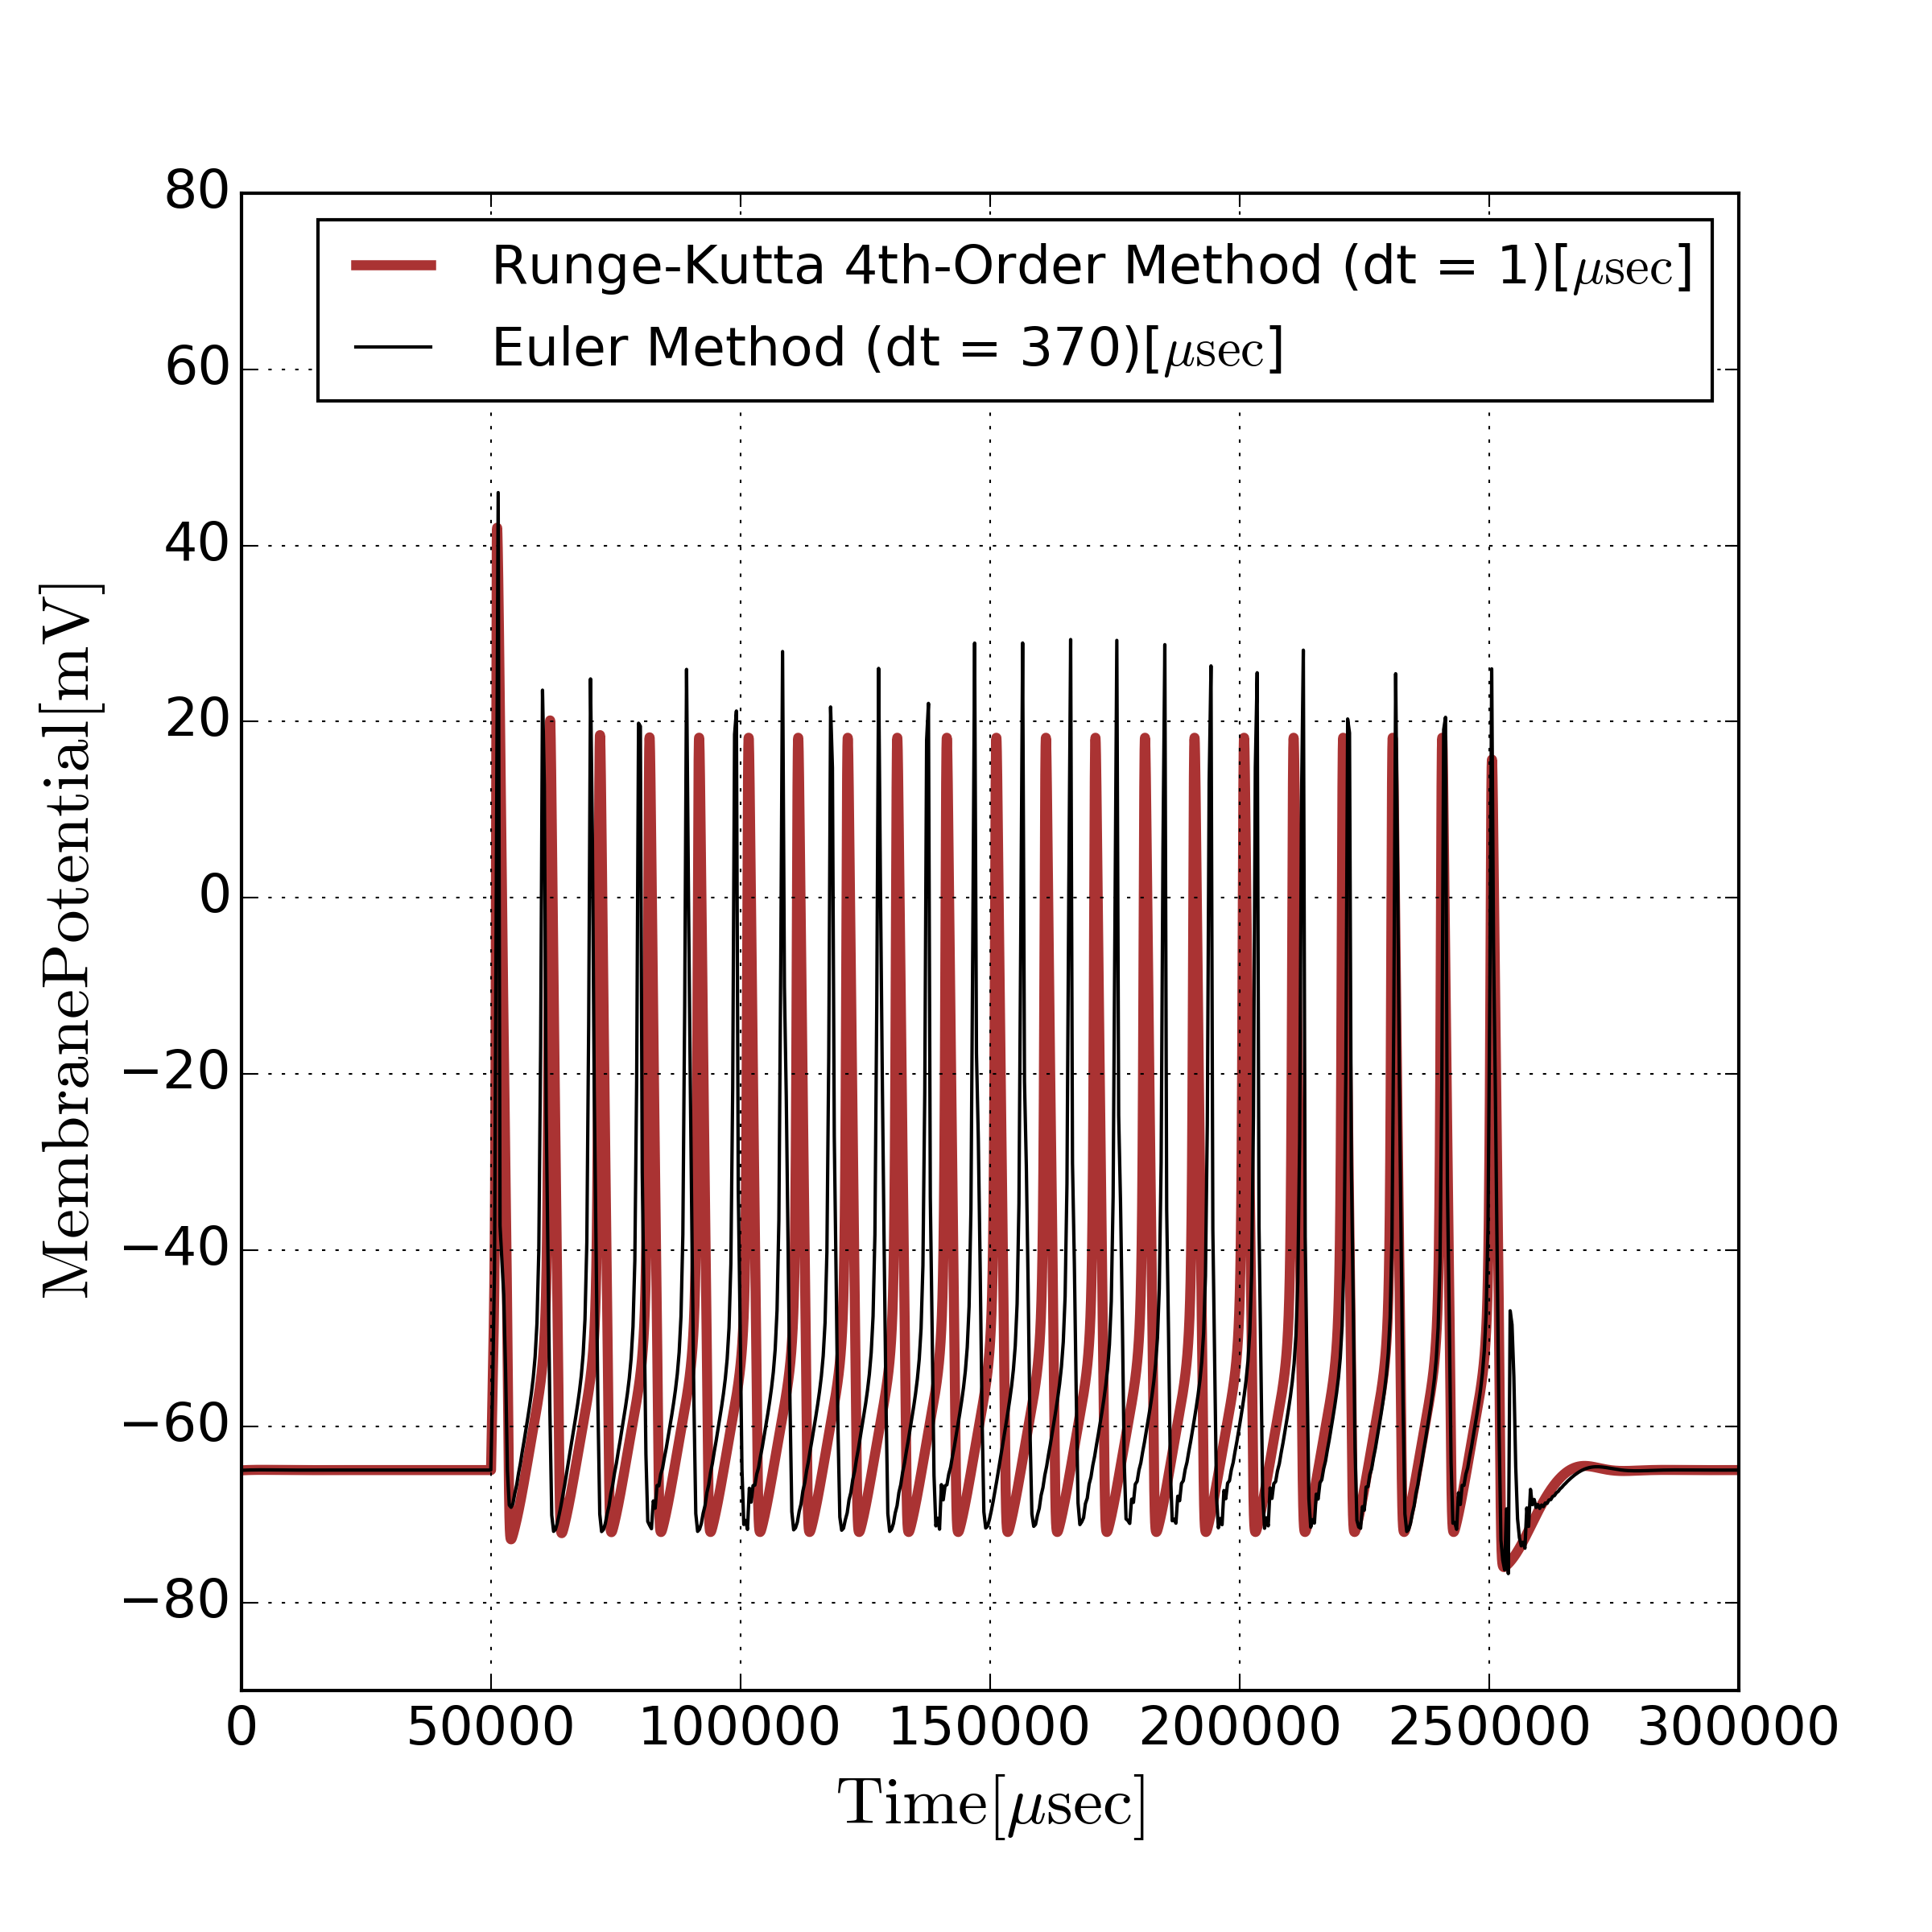 80
Runge-Kutta 4th-Order Method (dt = 1)[μsec]
Euler Method (dt = 370)[μsec]
60
40
20
0
−20
−40
−60
−80
MembranePotential[mV]
0 50000 100000 150000 200000 250000 300000
Time[μsec]